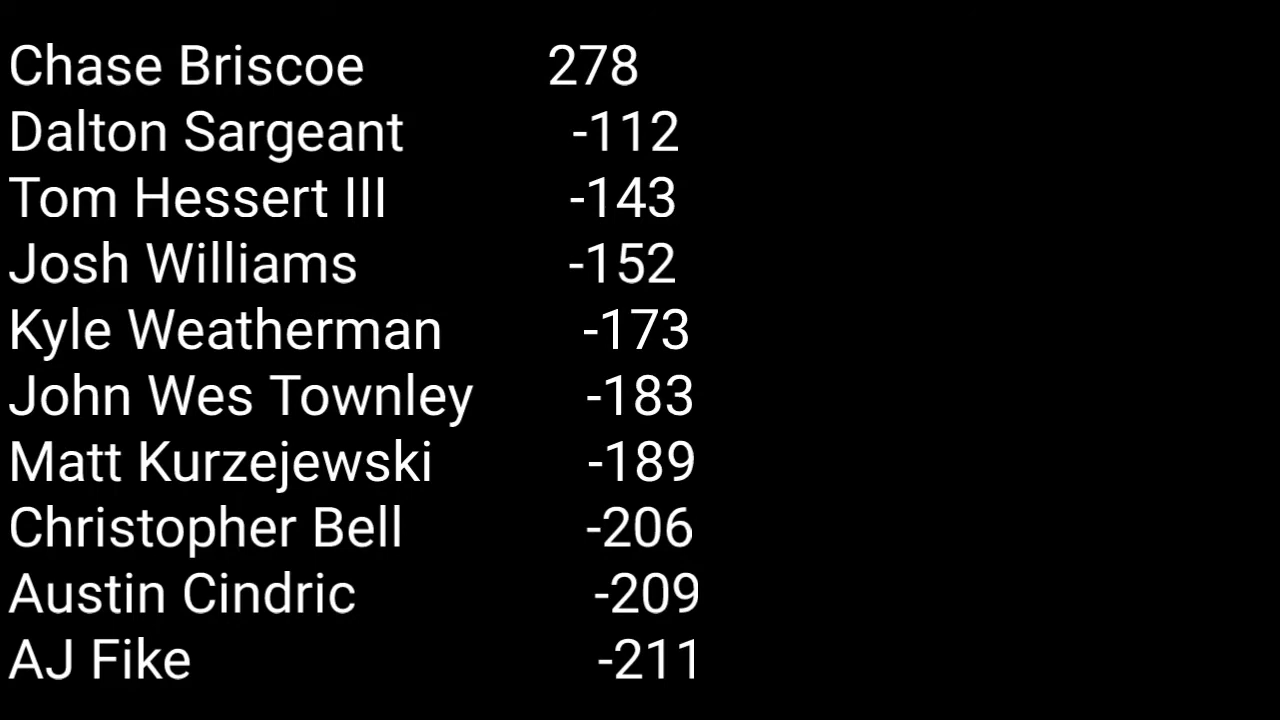 Chase Briscoe 278
Dalton Sargeant -112
Tom Hessert III -143
Josh Williams -152
Kyle Weatherman -173
John Wes Townley -183
Matt Kurzejewski -189
Christopher Bell -206
Austin Cindric -209
AJ Fike -211